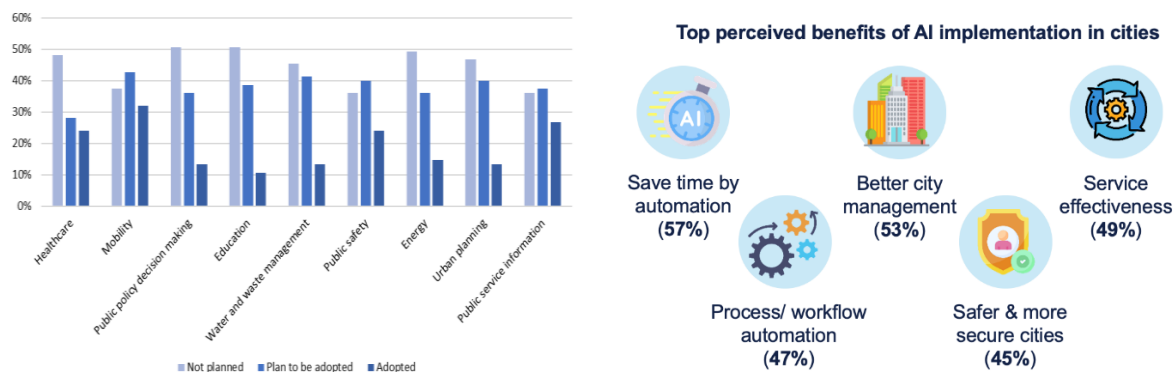 60%
50%
40%
30%
20%
10%
0%
Healthcare
Mobility
Public policy decision making
Education
Water and waste management
Public safety
Energy
Urban planning
Public service information
Not planned
Plan to be adopted
Adopted
Top perceived benefits of AI implementation in cities
AI
Save time by
automation
(57%)
Better city
management
(53%)
Service
effectiveness
(49%)
Process/ workflow
automation
(47%)
Safer & more
secure cities
(45%)